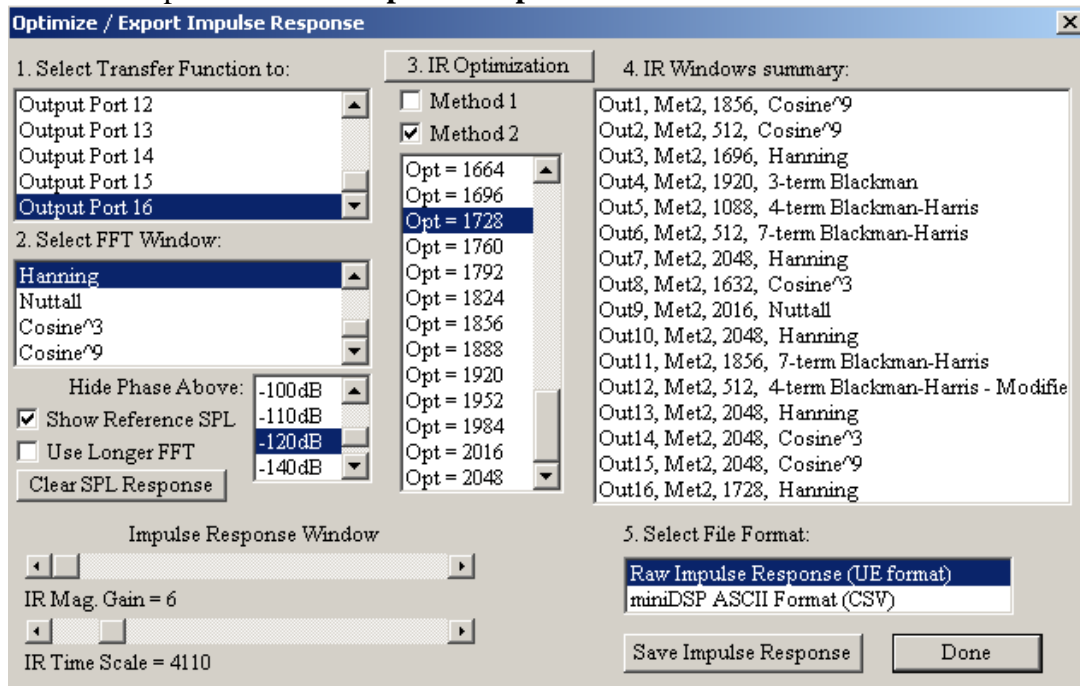 Optimize / Export Impulse Response
1. Select Transfer Function to:
Output Port 12
Output Port 13
Output Port 14
Output Port 15
Output Port 16
2. Select FFT Window:
Hanning
Nuttall
Cosine^3
Cosine^9
Hide Phase Above:
-100dB
-110dB
-120dB
-140dB
Show Reference SPL
Use Longer FFT
Clear SPL Response
3. IR Optimization
Method 1
Method 2
Opt = 1664
Opt = 1696
Opt = 1728
Opt = 1760
Opt = 1792
Opt = 1824
Opt = 1856
Opt = 1888
Opt = 1920
Opt = 1952
Opt = 1984
Opt = 2016
Opt = 2048
4. IR Windows summary:
Out1, Met2, 1856, Cosine^9
Out2, Met2, 512, Cosine^9
Out3, Met2, 1696, Hanning
Out4, Met2, 1920, 3-term Blackman
Out5, Met2, 1088, 4-term Blackman-Harris
Out6, Met2, 512, 7-term Blackman-Harris
Out7, Met2, 2048, Hanning
Out8, Met2, 1632, Cosine^3
Out9, Met2, 2016, Nuttall
Out10, Met2, 2048, Hanning
Out11, Met2, 1856, 7-term Blackman-Harris
Out12, Met2, 512, 4-term Blackman-Harris - Modifie
Out13, Met2, 2048, Hanning
Out14, Met2, 2048, Cosine^3
Out15, Met2, 2048, Cosine^9
Out16, Met2, 1728, Hanning
Impulse Response Window
IR Mag. Gain = 6
IR Time Scale = 4110
5. Select File Format:
Raw Impulse Response (UE format)
miniDSP ASCII Format (CSV)
Save Impulse Response
Done